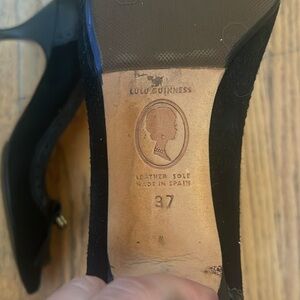 LULU GUINNESS
LEATHER SOLE
MADE IN SPAIN
37